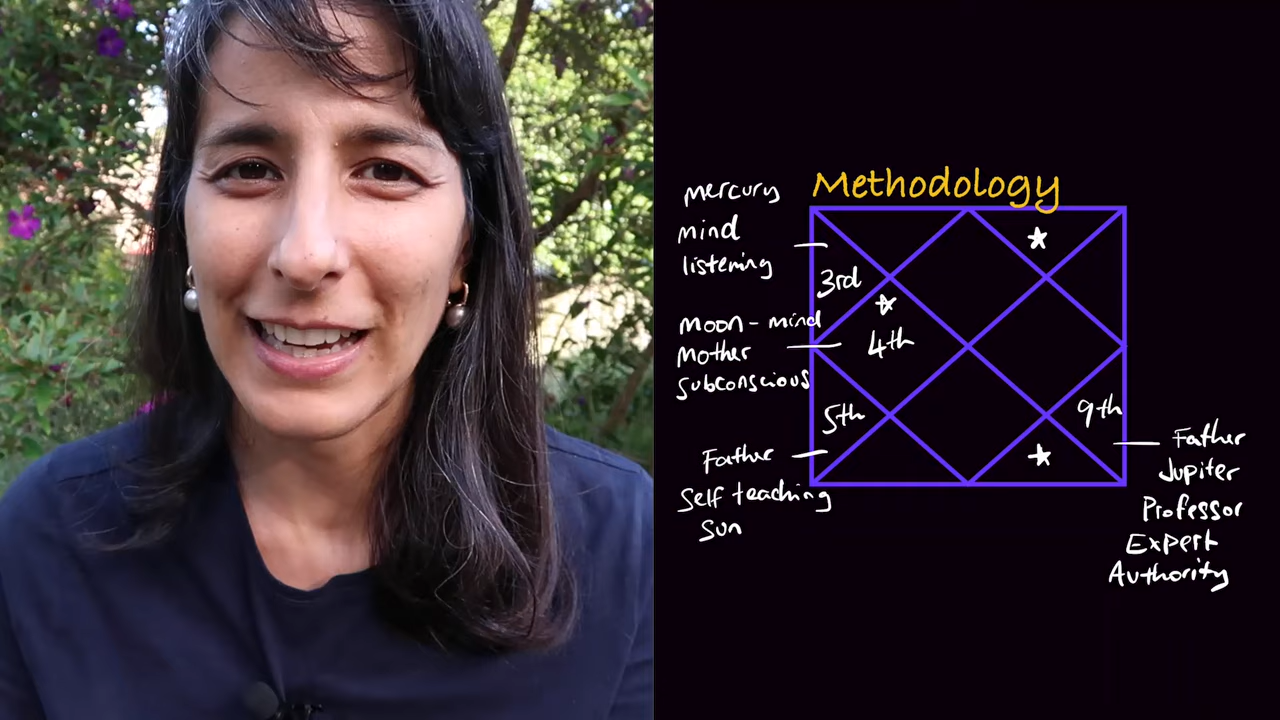 Methodology
mercury
mind
listening
3rd
moon - mind
Mother
subconscious
4th
5th
Father
Self teaching
Sun
9th
Father
Jupiter
Professor
Expert
Authority